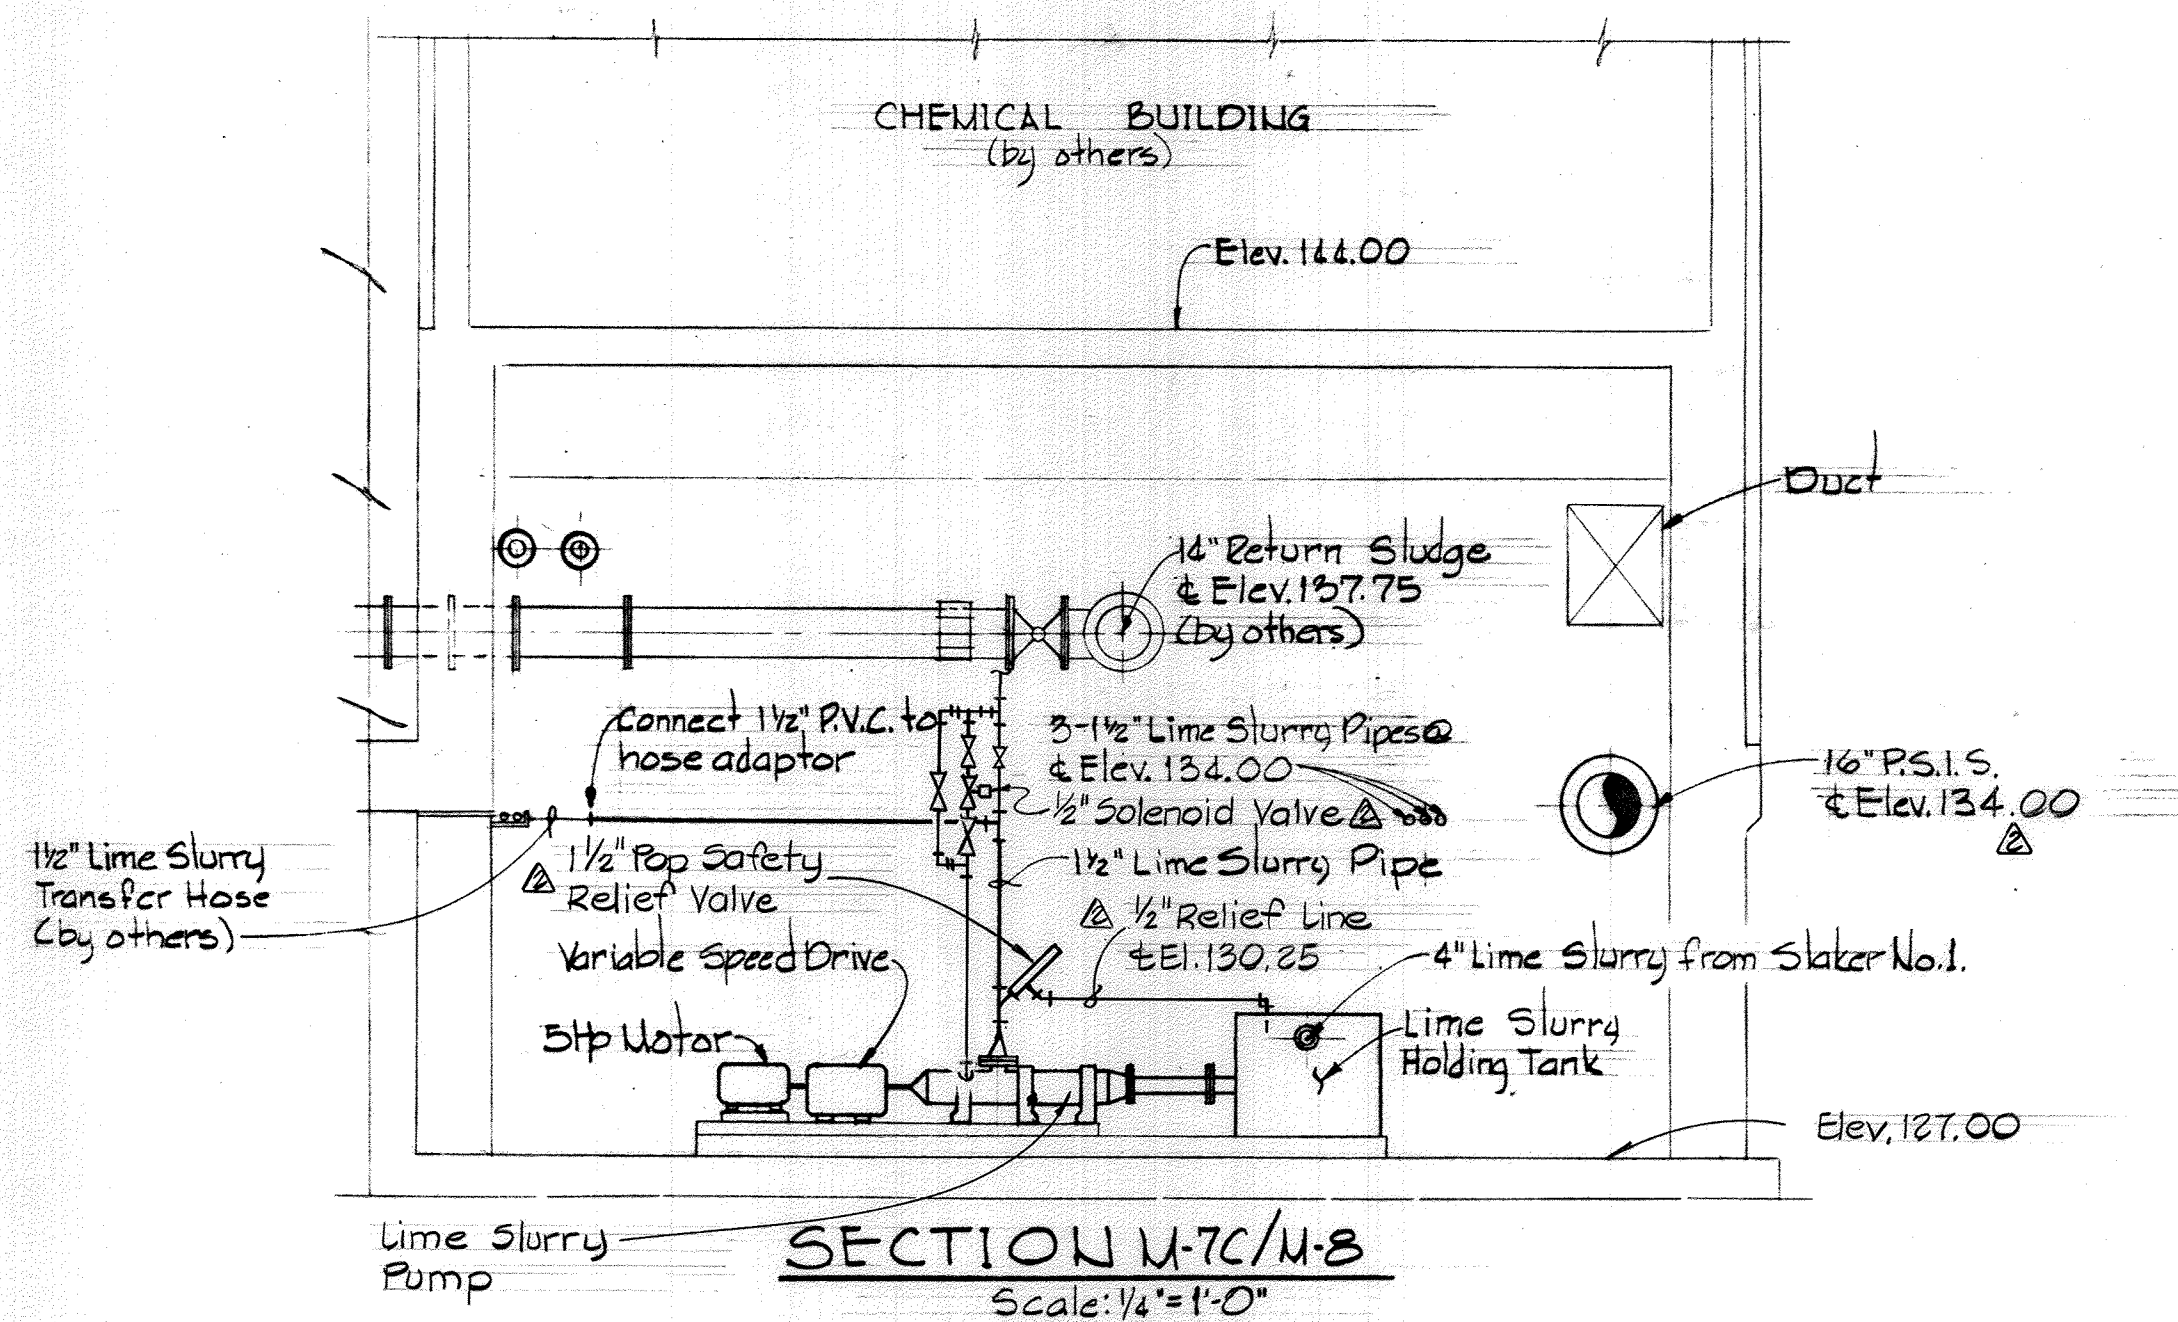 CHEMICAL BUILDING
(by others)
Elev. 144.00
Duct
14" Return Sludge
℄ Elev. 137.75
(by others)
Connect 1½" P.V.C. to
hose adaptor
3-1½" Lime Slurry Pipes@
℄ Elev. 134.00
½" Solenoid Valve 2
16" P.S.I.S.
℄ Elev. 134.00
2
1½" Lime Slurry
Transfer Hose
(by others)
1½" Pop Safety
2 Relief Valve
1½" Lime Slurry Pipe
2 ½" Relief Line
℄ El. 130.25
Variable Speed Drive
4" Lime Slurry from Slaker No.1.
5Hp Motor
Lime Slurry
Holding Tank
Elev. 127.00
Lime Slurry
Pump
SECTION M-7C/M-8
Scale: ¼"=1'-0"